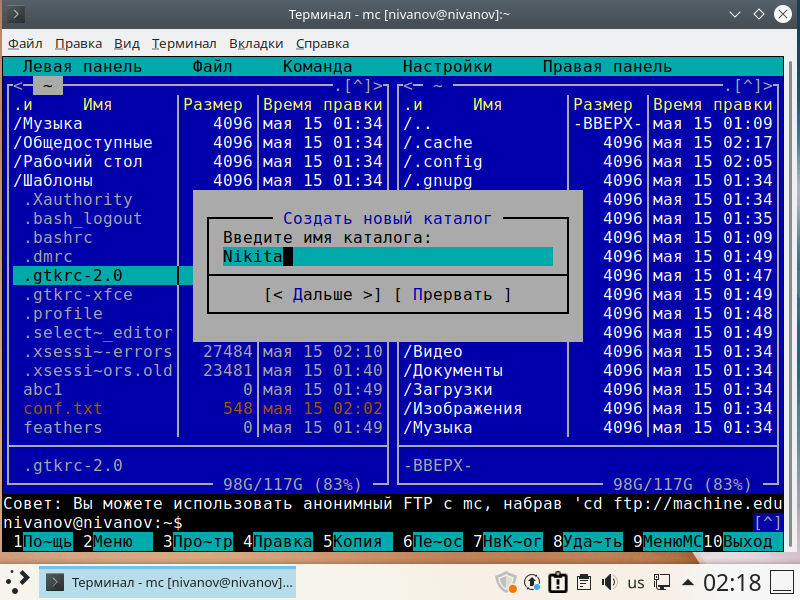 Терминал - mc [nivanov@nivanov]:~
Файл Правка Вид Терминал Вкладки Справка
Левая панель Файл Команда Настройки Правая панель
<─ ~ ─.[^]> <─ ~ ─.[^]>
.и Имя Размер Время правки .и Имя Размер Время правки
/Музыка 4096 мая 15 01:34 /.. -ВВЕРХ- мая 15 01:09
/Общедоступные 4096 мая 15 01:34 /.cache 4096 мая 15 02:17
/Рабочий стол 4096 мая 15 01:34 /.config 4096 мая 15 02:05
/Шаблоны 4096 мая 15 01:34 /.gnupg 4096 мая 15 01:34
.Xauthority 4096 мая 15 01:34
.bash_logout 4096 мая 15 01:35
.bashrc 4096 мая 15 01:09
.dmrc 4096 мая 15 01:49
.gtkrc-2.0 4096 мая 15 01:47
.gtkrc-xfce 4096 мая 15 01:49
.profile 4096 мая 15 01:48
.select~_editor 4096 мая 15 01:49
Создать новый каталог
Введите имя каталога:
Nikita
[< Дальше >] [ Прервать ]
.xsessi~-errors 27484 мая 15 02:10 /Видео 4096 мая 15 01:34
.xsessi~ors.old 23481 мая 15 01:40 /Документы 4096 мая 15 01:34
abc1 0 мая 15 01:49 /Загрузки 4096 мая 15 01:34
conf.txt 548 мая 15 02:02 /Изображения 4096 мая 15 01:34
feathers 0 мая 15 01:49 /Музыка 4096 мая 15 01:34
.gtkrc-2.0 -ВВЕРХ-
98G/117G (83%) 98G/117G (83%)
Совет: Вы можете использовать анонимный FTP с mc, набрав 'cd ftp://machine.edu
nivanov@nivanov:~$ [^]
1По~щь 2Меню 3Про~тр 4Правка 5Копия 6Пе~ос 7НвК~ог 8Уда~ть 9МенюMC 10Выход
Терминал - mc [nivanov@nivanov]... us 02:18